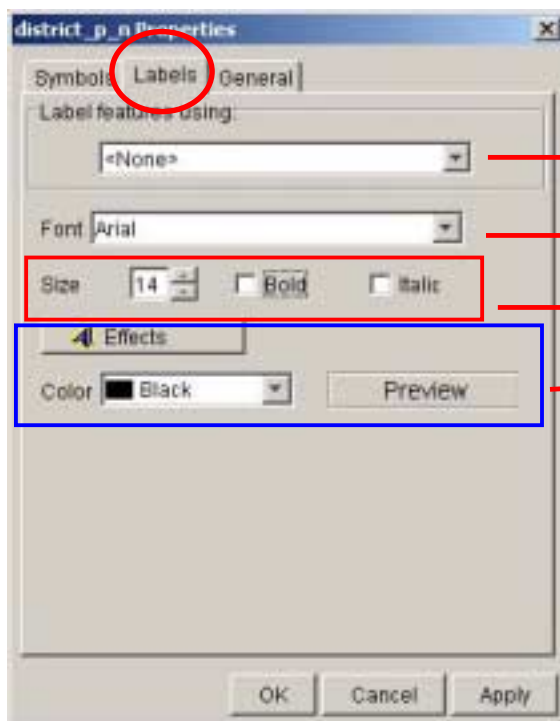 district_p_n Properties
Symbols Labels General
Label features using:
<None>
Font Arial
Size 14 Bold Italic
Effects
Color Black Preview
OK Cancel Apply